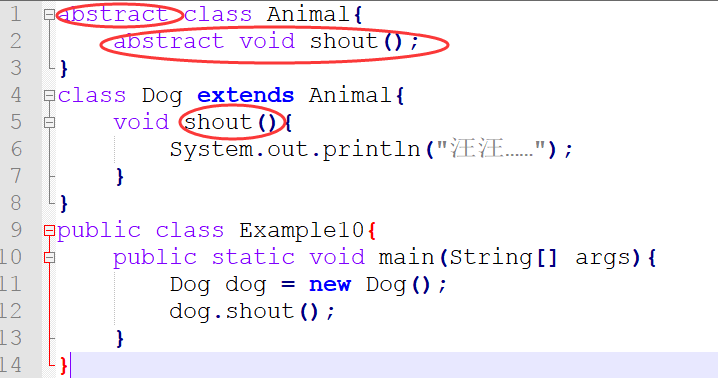 1 abstract class Animal{
2 abstract void shout();
3 }
4 class Dog extends Animal{
5 void shout(){
6 System.out.println("汪汪……");
7 }
8 }
9 public class Example10{
10 public static void main(String[] args){
11 Dog dog = new Dog();
12 dog.shout();
13 }
14 }